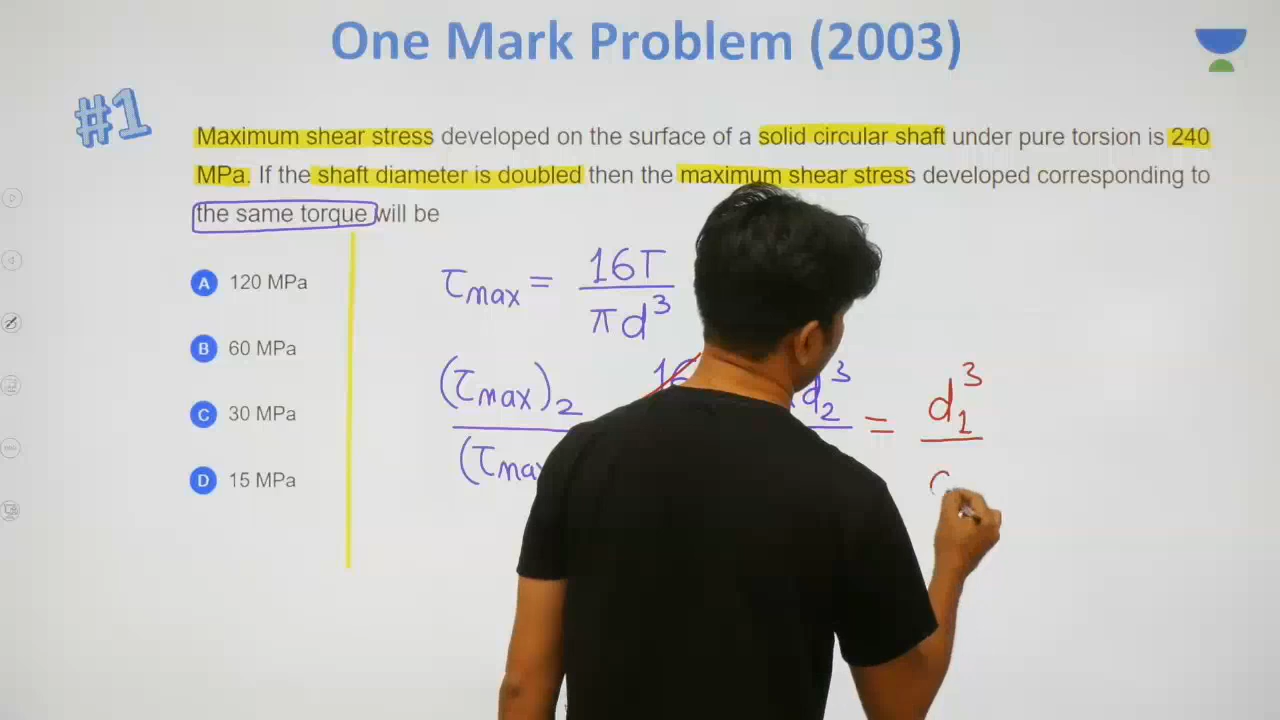 One Mark Problem (2003)
#1
Maximum shear stress developed on the surface of a solid circular shaft under pure torsion is 240
MPa. If the shaft diameter is doubled then the maximum shear stress developed corresponding to
the same torque will be
A 120 MPa
B 60 MPa
C 30 MPa
D 15 MPa
τmax = 16T
πd³
(τmax)₂
d₂³ = d₁³
(τmax